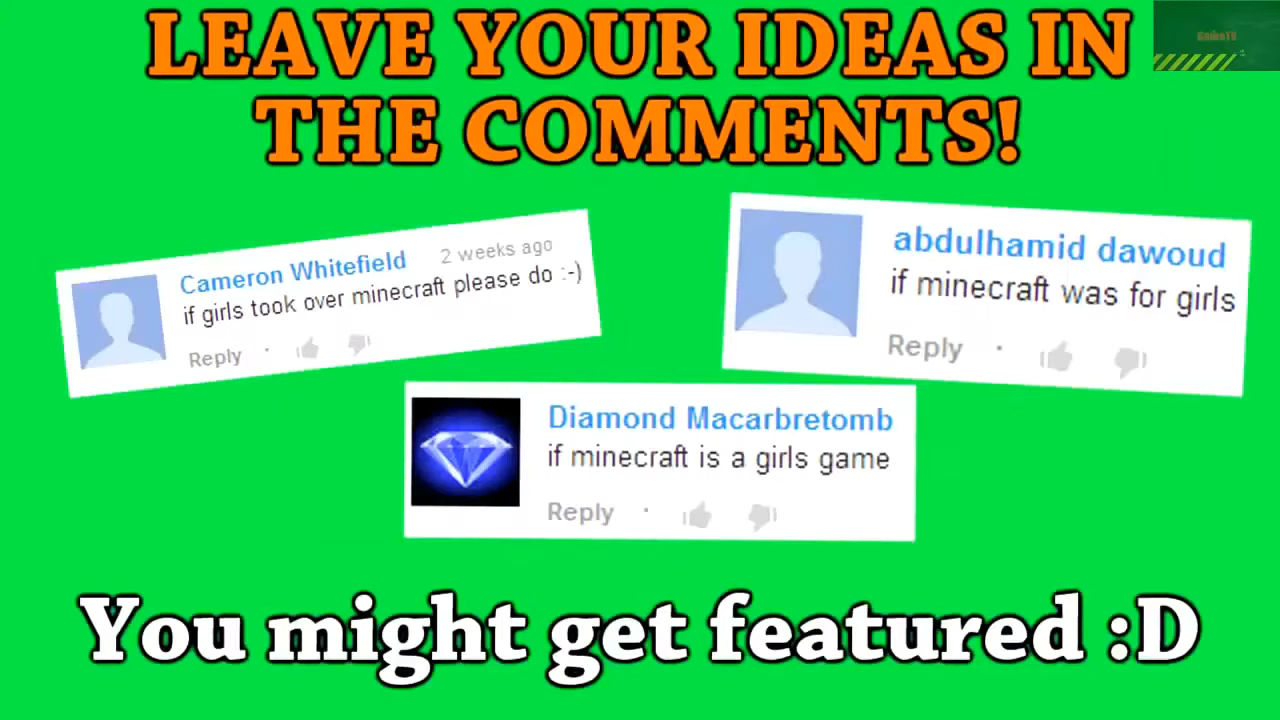 LEAVE YOUR IDEAS IN
THE COMMENTS!
Cameron Whitefield 2 weeks ago
if girls took over minecraft please do :-)
Reply ·
abdulhamid dawoud
if minecraft was for girls
Reply ·
Diamond Macarbretomb
if minecraft is a girls game
Reply ·
You might get featured :D